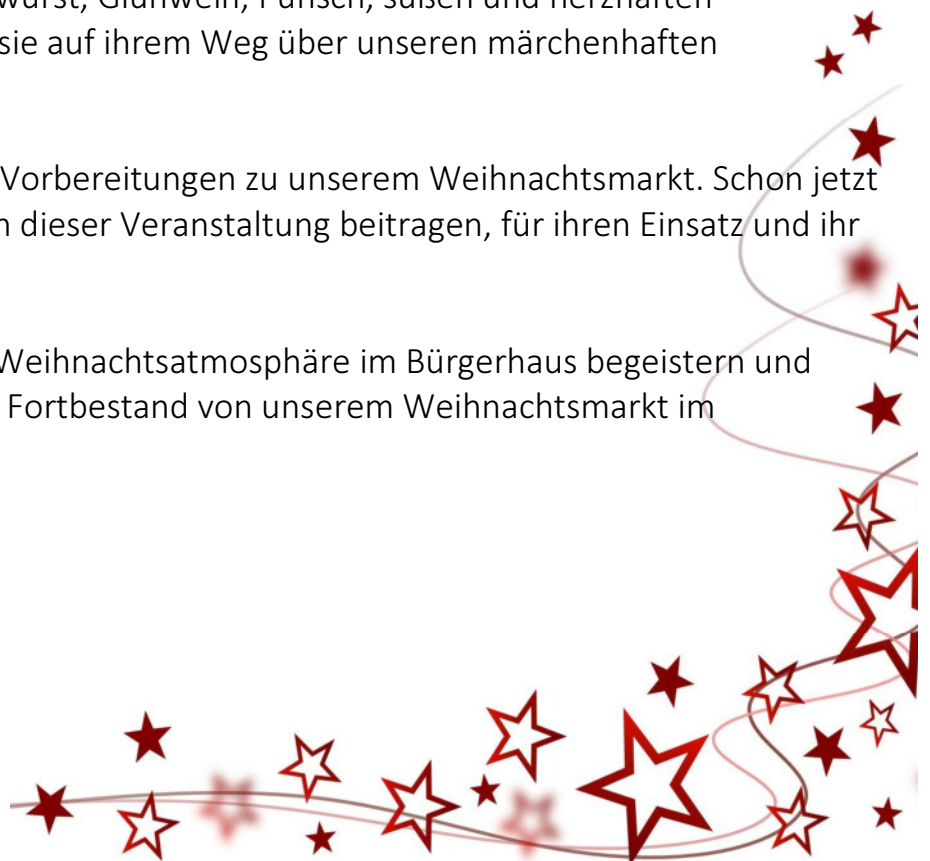 wurst, Glühwein, Punsch, süßen und herzhaften
sie auf ihrem Weg über unseren märchenhaften
Vorbereitungen zu unserem Weihnachtsmarkt. Schon jetzt
dieser Veranstaltung beitragen, für ihren Einsatz und ihr
Weihnachtsatmosphäre im Bürgerhaus begeistern und
Fortbestand von unserem Weihnachtsmarkt im